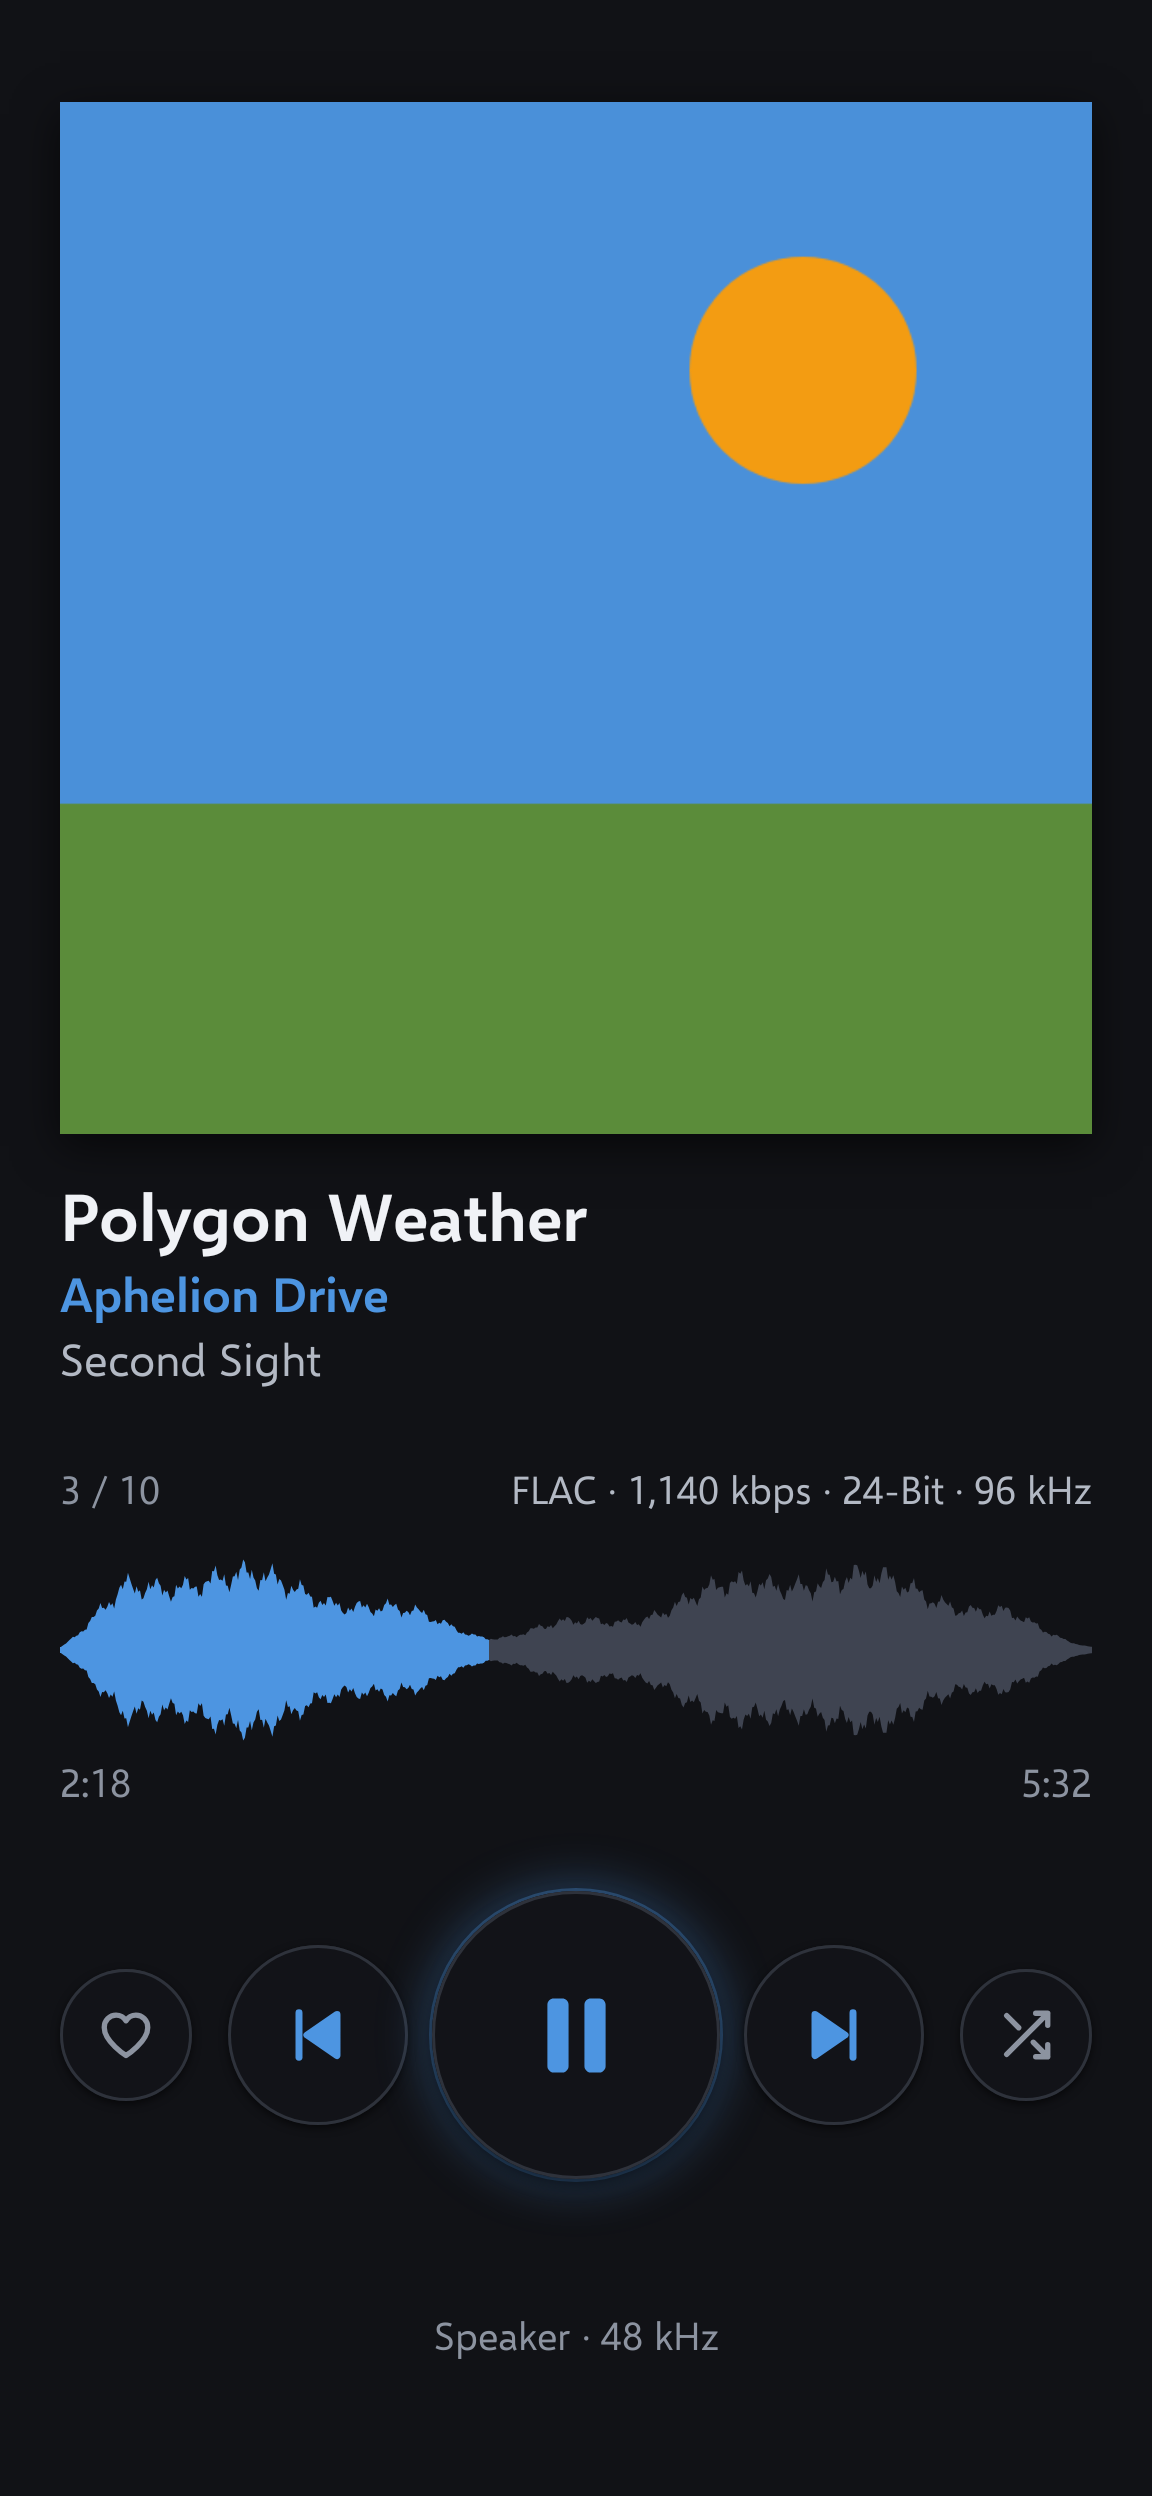 Polygon Weather
Aphelion Drive
Second Sight
3 / 10
FLAC · 1,140 kbps · 24-Bit · 96 kHz
2:18
5:32
Speaker · 48 kHz